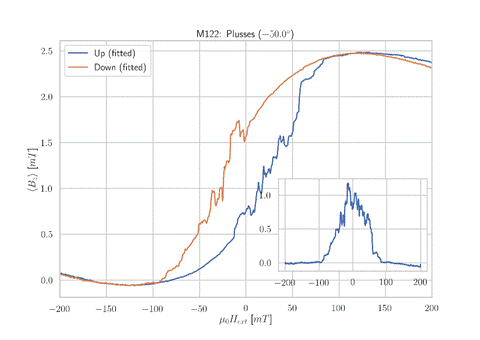 M122: Plusses (−50.0°)
Up (fitted)
Down (fitted)
⟨B_z⟩ [mT]
2.5
2.0
1.5
1.0
0.5
0.0
1.0
0.5
0.0
−200 −100 0 100 200
−200 −150 −100 −50 0 50 100 150 200
μ₀H_ext [mT]